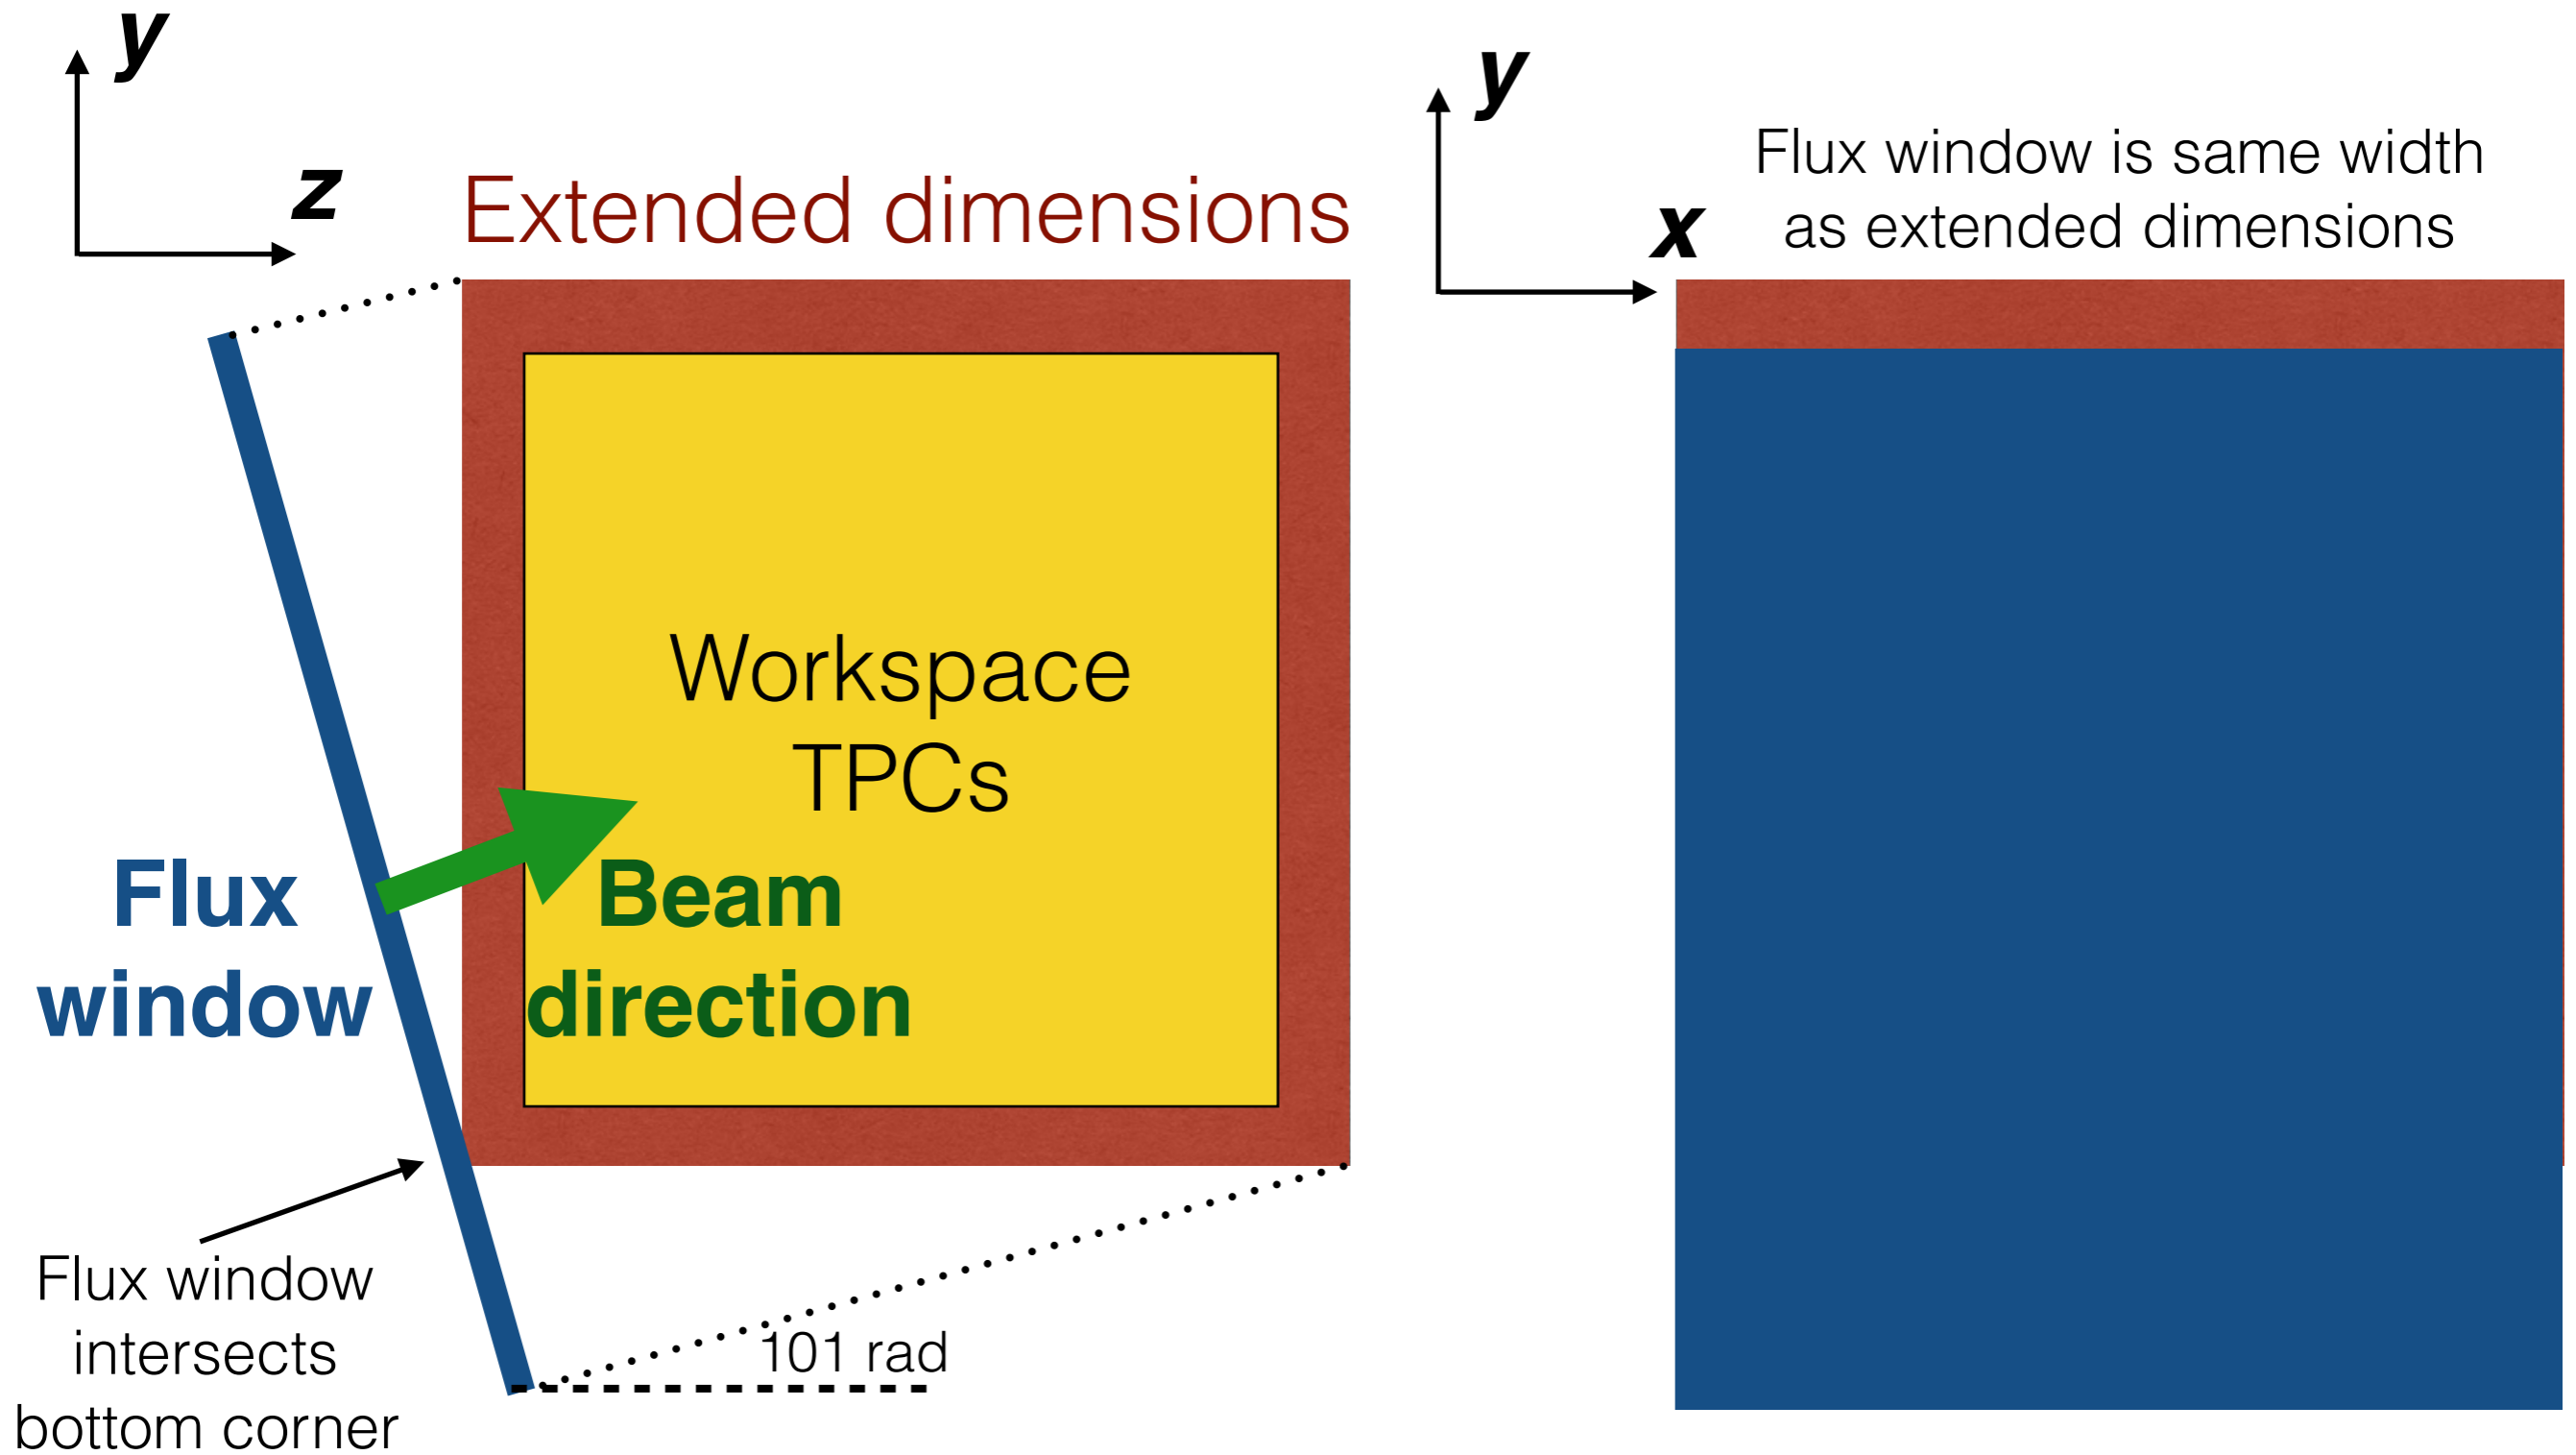 y
z
Extended dimensions
Workspace
TPCs
Flux
window
Beam
direction
Flux window
intersects
bottom corner
101 rad
y
x
Flux window is same width
as extended dimensions